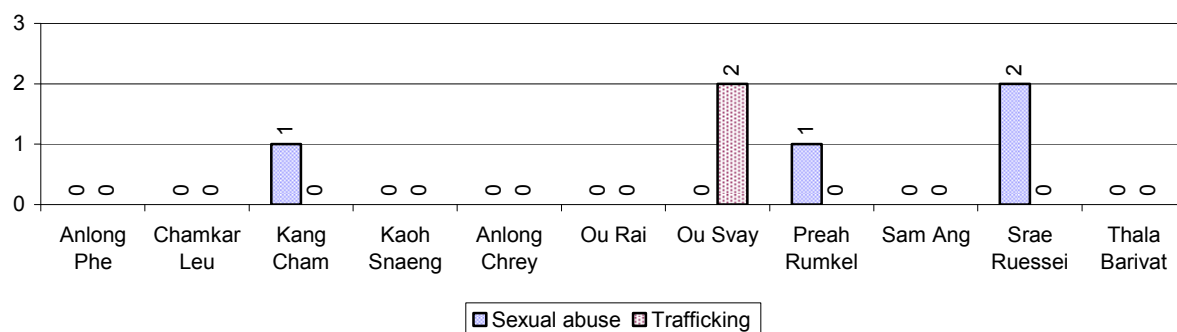 3
2
1
0
0 0 0 0 1 0 0 0 0 0 0 0 0 2 1 0 0 0 2 0 0 0
Anlong Chamkar Kang Kaoh Anlong Ou Rai Ou Svay Preah Sam Ang Srae Thala
Phe Leu Cham Snaeng Chrey Rumkel Ruessei Barivat
Sexual abuse Trafficking